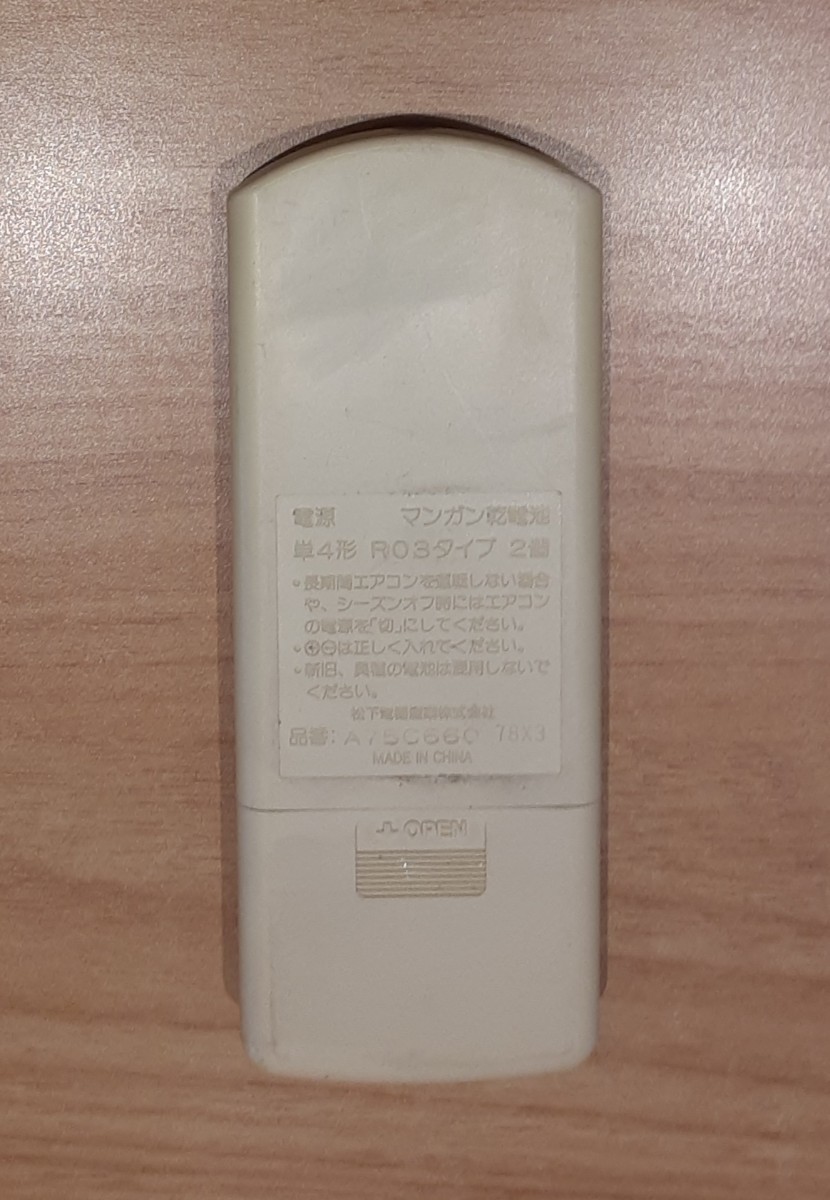 電源 マンガン乾電池
単4形 R03タイプ 2個
•長期間エアコンを運転しない場合
や、シーズンオフ時にはエアコン
の電源を「切」にしてください。
•⊕⊖は正しく入れてください。
•新旧、異種の電池は使用しないで
ください。
松下電器産業株式会社
品番: A75C660 78X3
MADE IN CHINA
OPEN